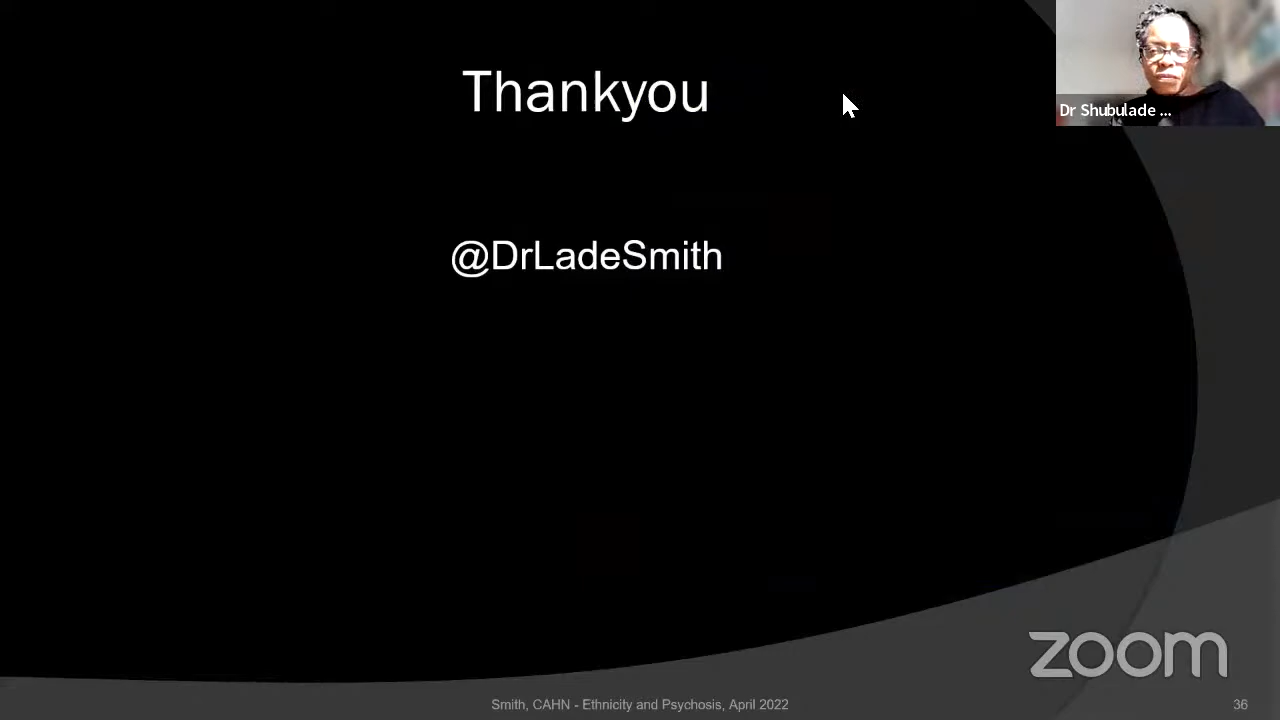 Thankyou
Dr Shubulade ...
@DrLadeSmith
zoom
Smith, CAHN - Ethnicity and Psychosis, April 2022
36